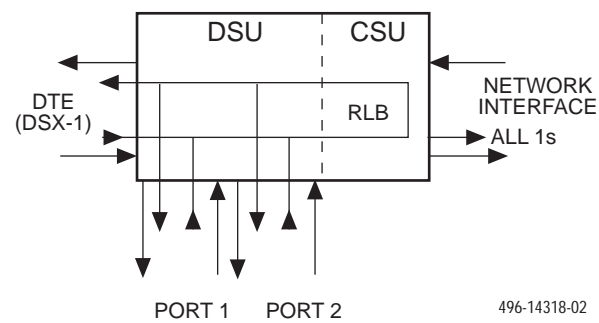 DSU CSU
RLB
DTE
(DSX-1)
NETWORK
INTERFACE
ALL 1s
PORT 1 PORT 2
496-14318-02